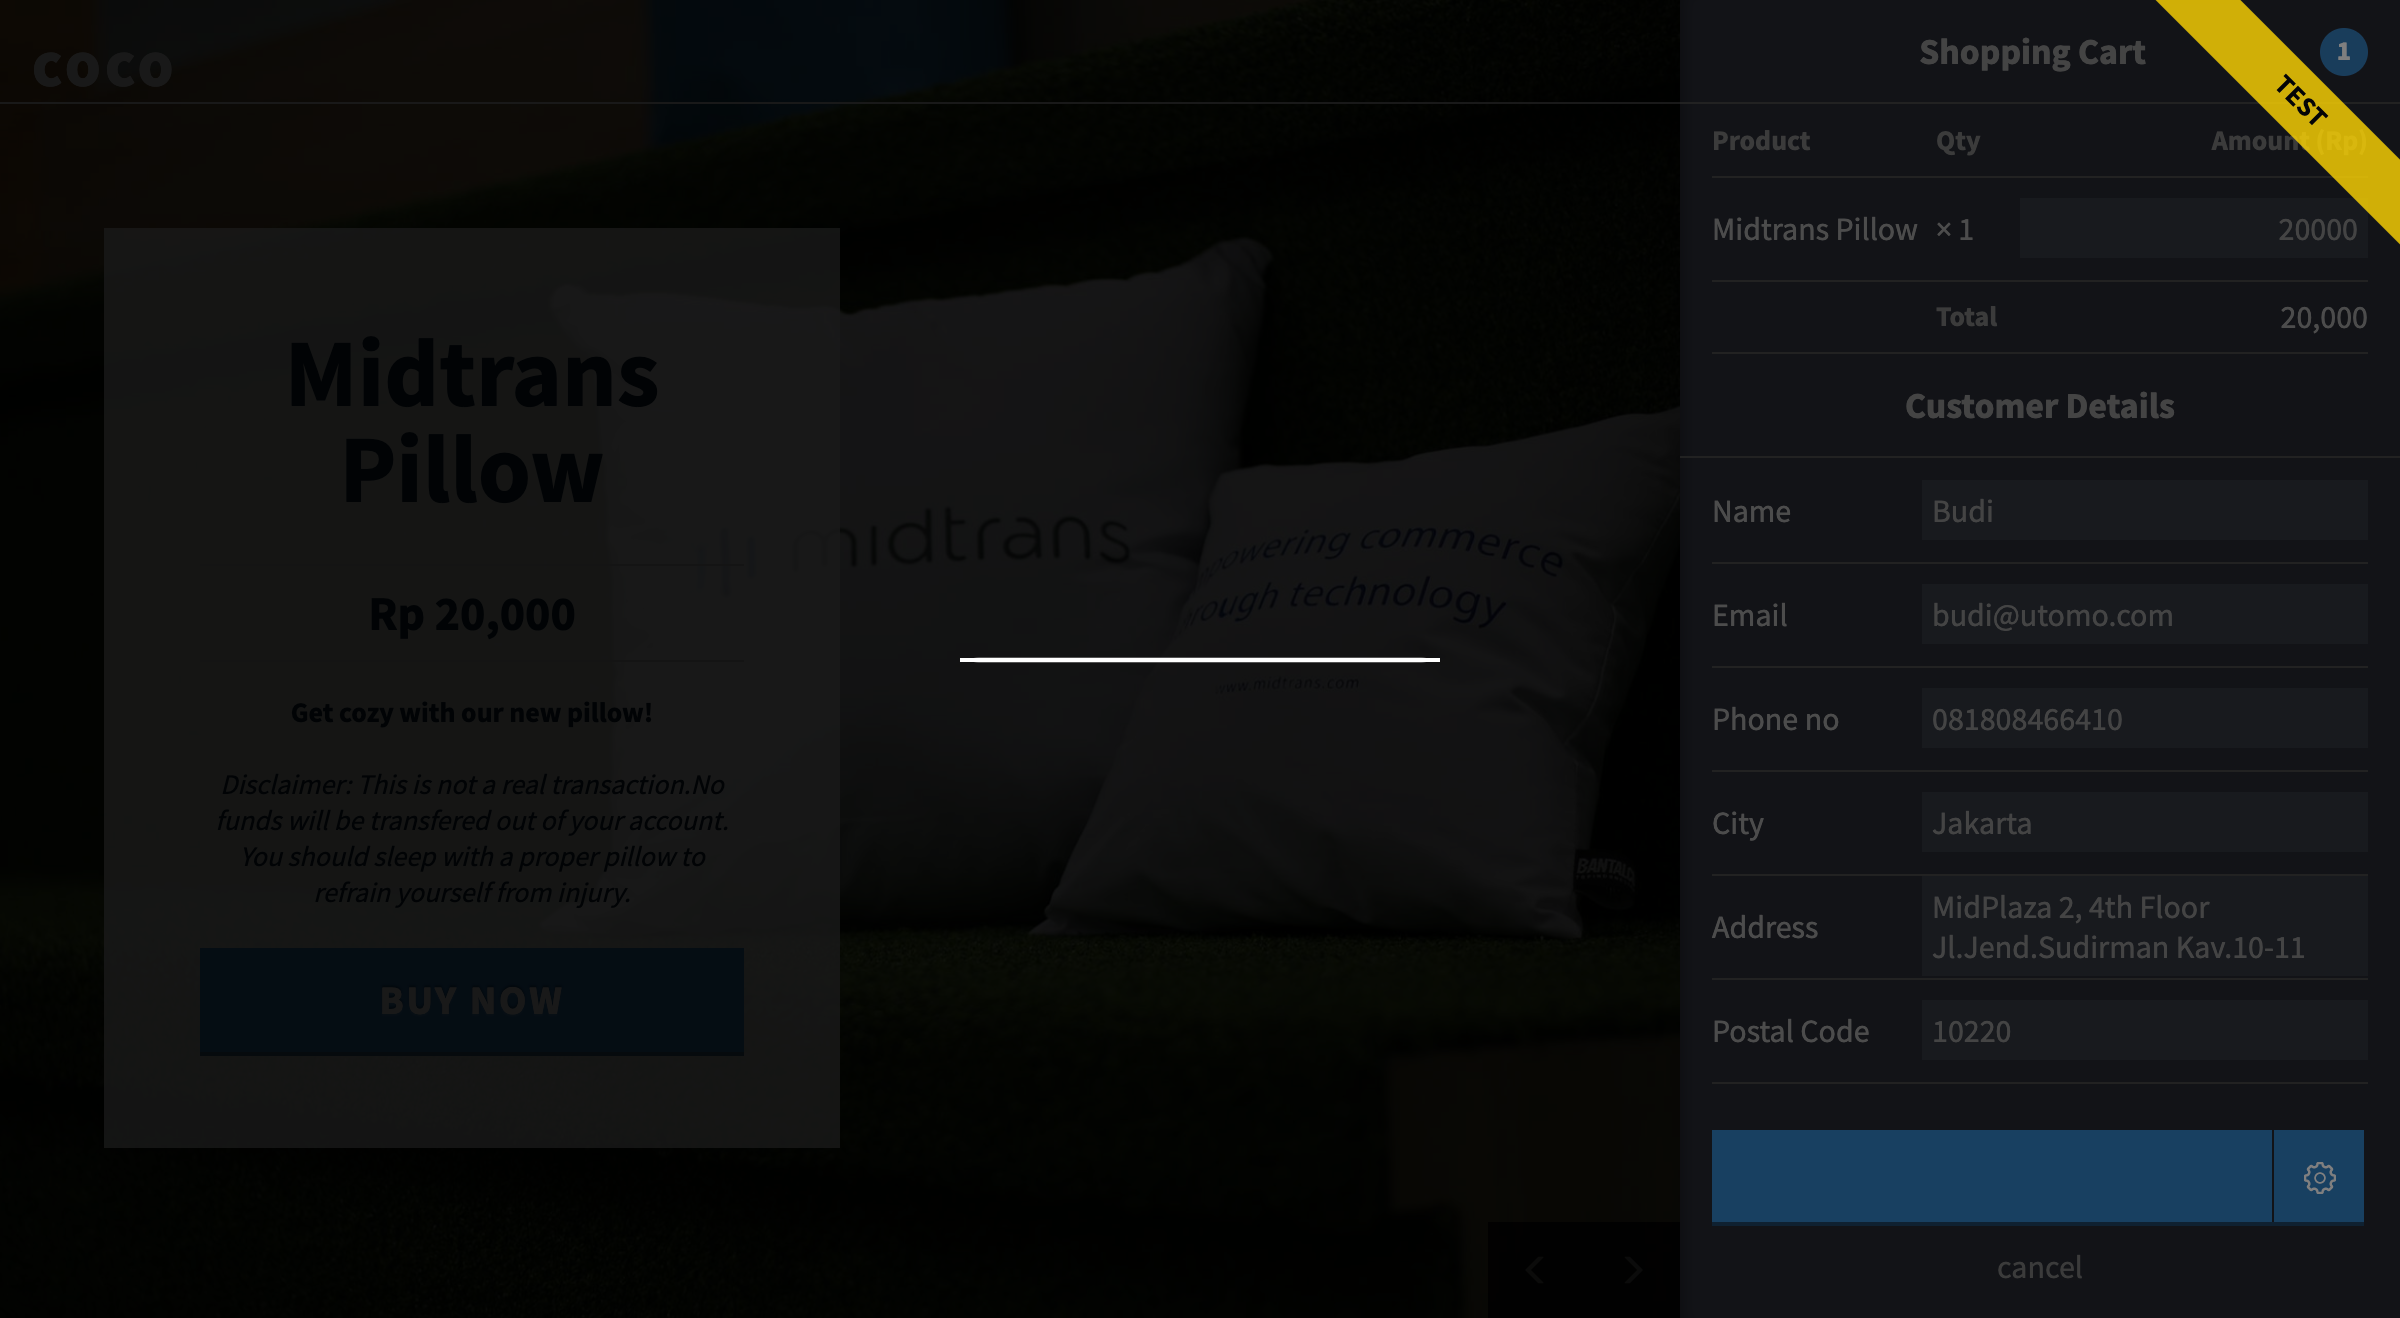 COCO
Midtrans
Pillow
Rp 20,000
Get cozy with our new pillow!
Disclaimer: This is not a real transaction.No
funds will be transfered out of your account.
You should sleep with a proper pillow to
refrain yourself from injury.
BUY NOW
midtrans
powering commerce
technology
www.midtrans.com
Shopping Cart
1
TEST
Product Qty Amount (Rp)
Midtrans Pillow × 1 20000
Total 20,000
Customer Details
Name Budi
Email budi@utomo.com
Phone no 081808466410
City Jakarta
Address MidPlaza 2, 4th Floor
Jl.Jend.Sudirman Kav.10-11
Postal Code 10220
cancel